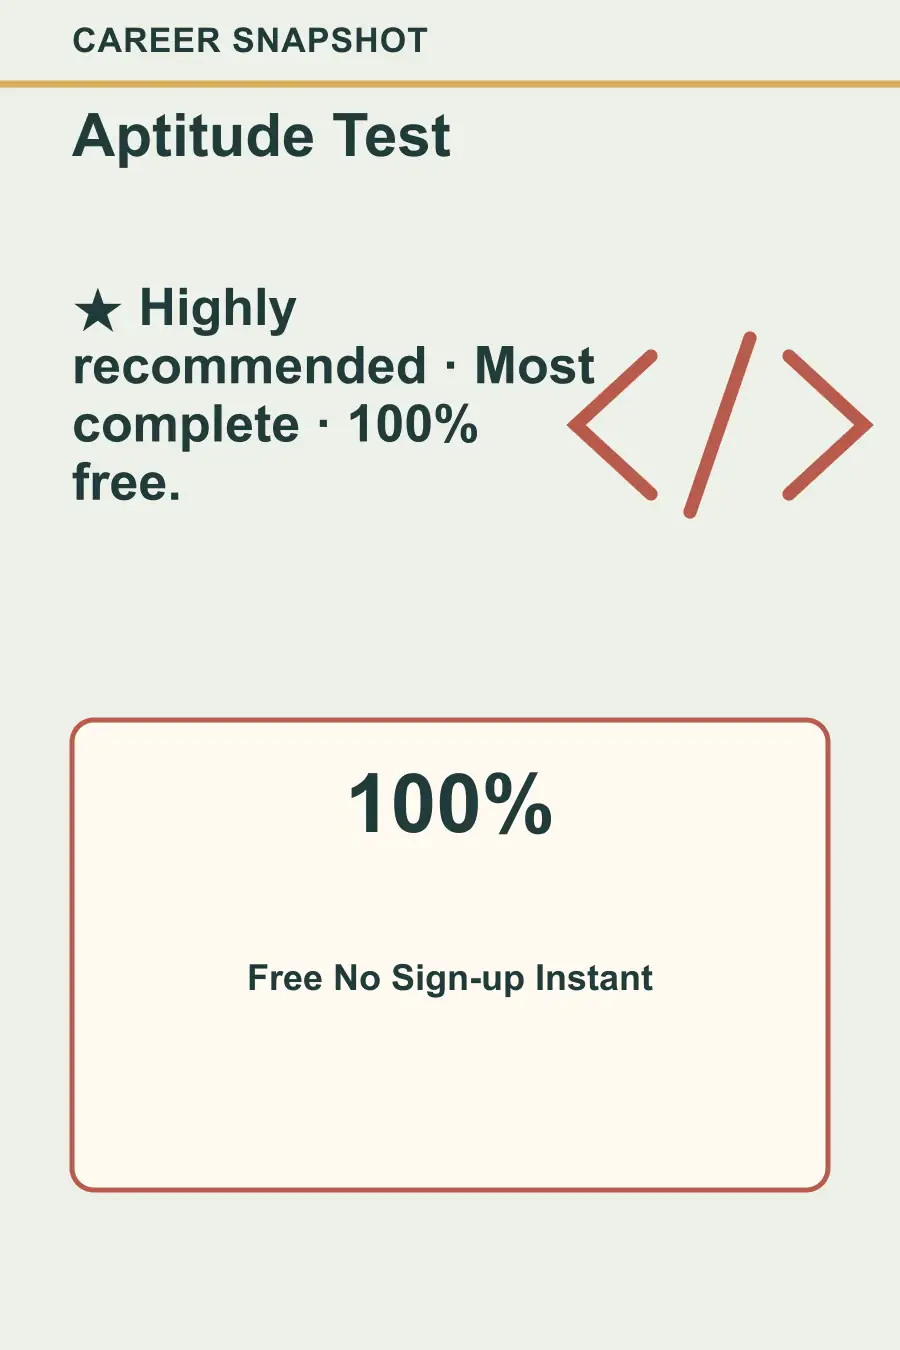 CAREER SNAPSHOT
Aptitude Test
★ Highly
recommended · Most
complete · 100%
free.
</>
100%
Free No Sign-up Instant